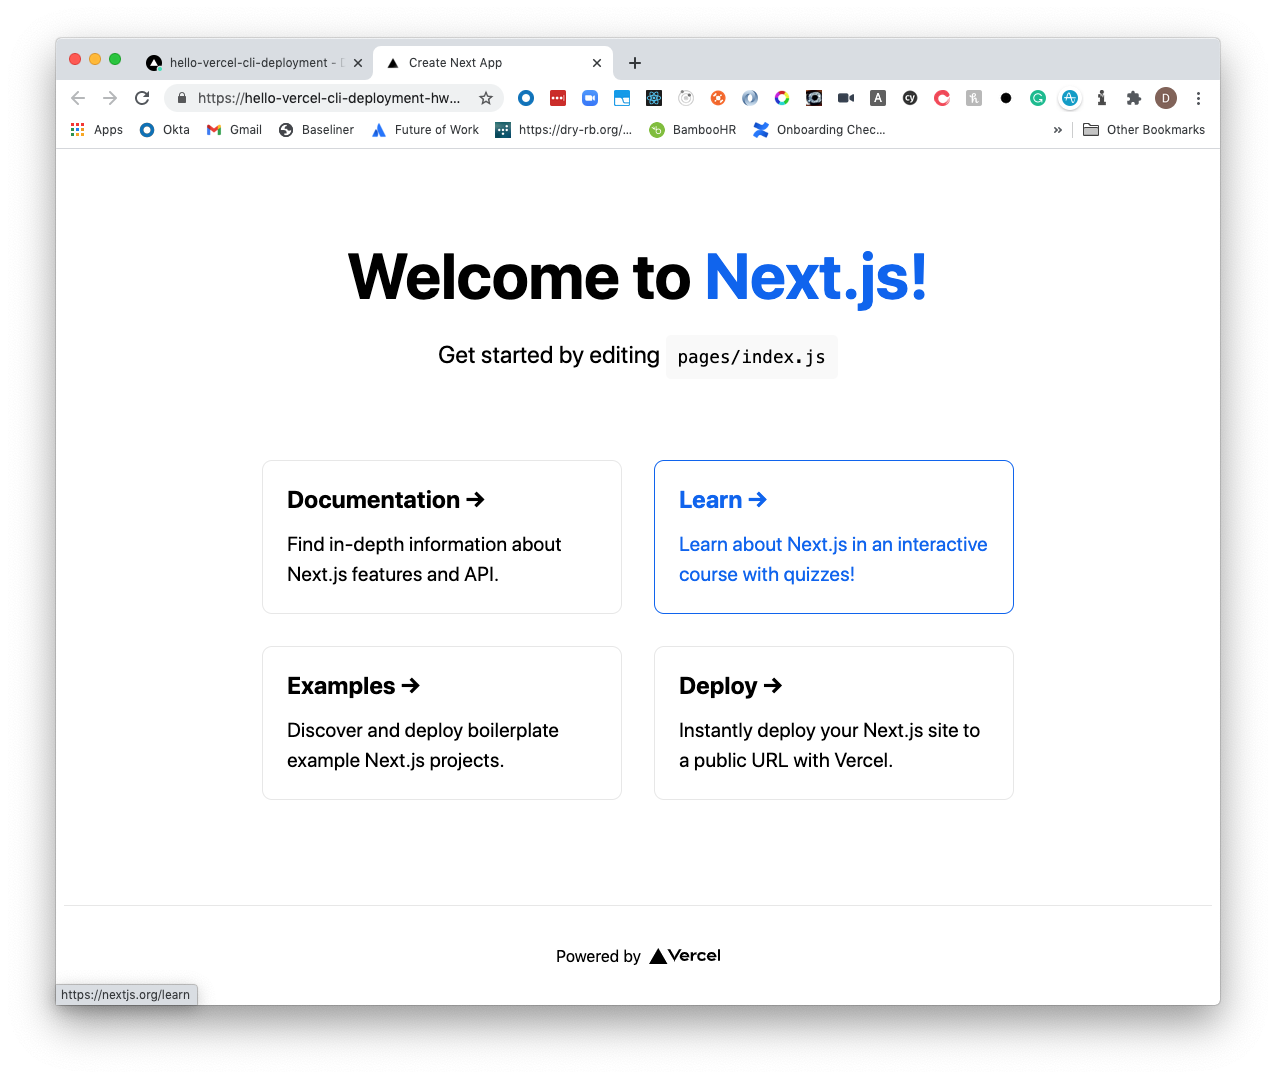 hello-vercel-cli-deployment -
Create Next App
https://hello-vercel-cli-deployment-hw...
Apps
Okta
Gmail
Baseliner
Future of Work
https://dry-rb.org/...
BambooHR
Onboarding Chec...
»
Other Bookmarks
Welcome to Next.js!
Get started by editing pages/index.js
Documentation →
Find in-depth information about
Next.js features and API.
Learn →
Learn about Next.js in an interactive
course with quizzes!
Examples →
Discover and deploy boilerplate
example Next.js projects.
Deploy →
Instantly deploy your Next.js site to
a public URL with Vercel.
Powered by ▲Vercel
https://nextjs.org/learn